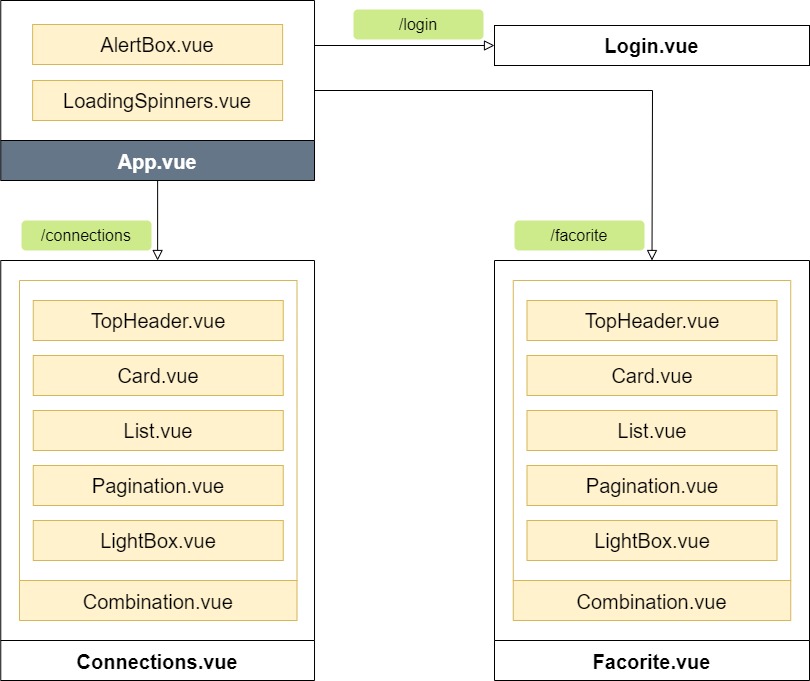 AlertBox.vue
LoadingSpinners.vue
App.vue
/login
Login.vue
/connections
TopHeader.vue
Card.vue
List.vue
Pagination.vue
LightBox.vue
Combination.vue
Connections.vue
/facorite
TopHeader.vue
Card.vue
List.vue
Pagination.vue
LightBox.vue
Combination.vue
Facorite.vue